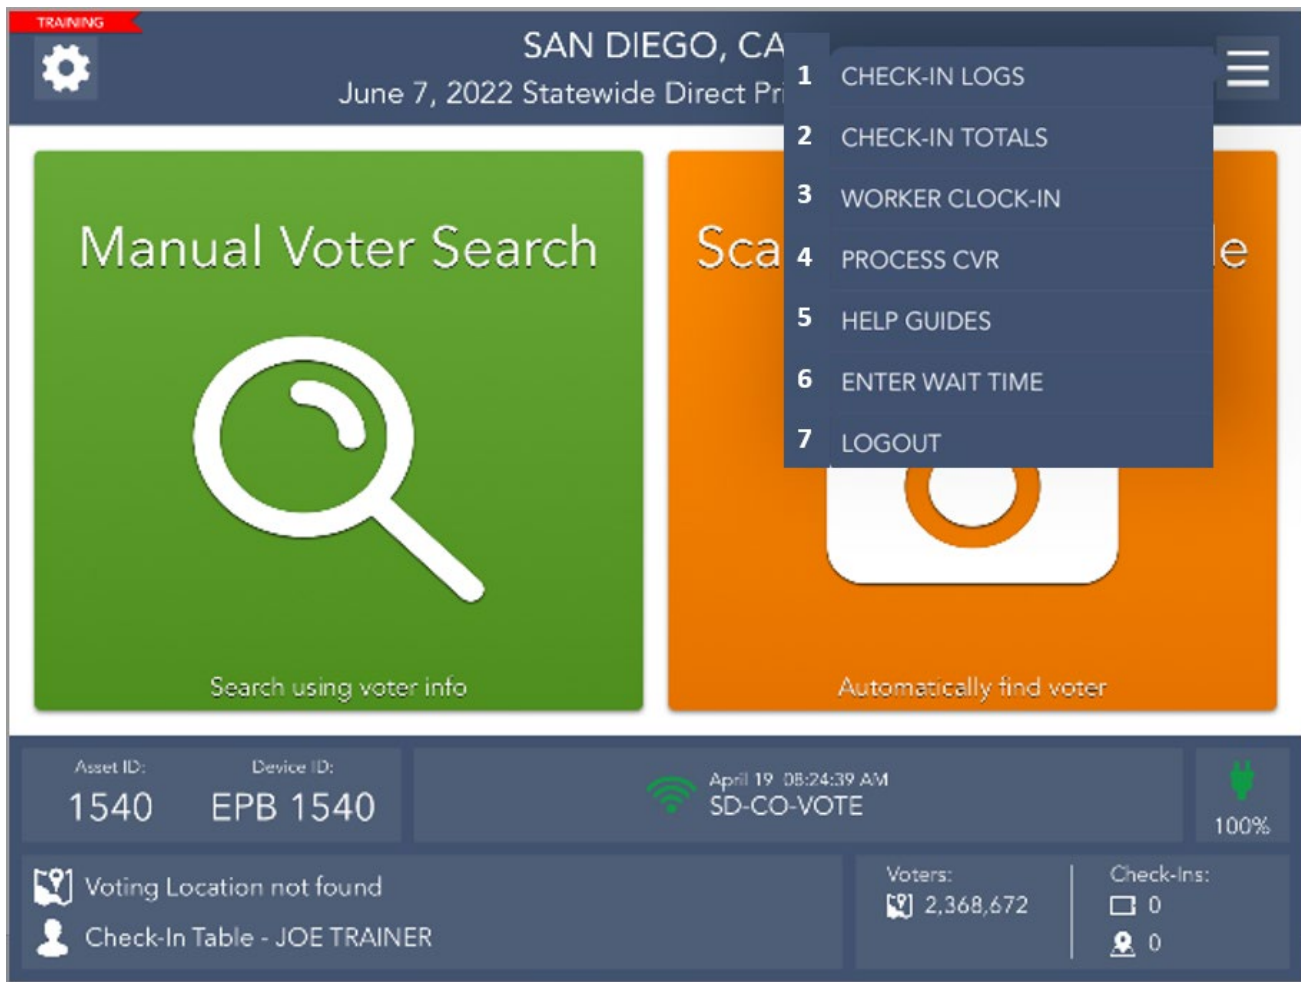 TRAINING
SAN DIEGO, CA
June 7, 2022 Statewide Direct Pri
1 CHECK-IN LOGS
2 CHECK-IN TOTALS
3 WORKER CLOCK-IN
4 PROCESS CVR
5 HELP GUIDES
6 ENTER WAIT TIME
7 LOGOUT
Manual Voter Search
Search using voter info
Sca le
Automatically find voter
Asset ID:
1540
Device ID:
EPB 1540
April 19 08:24:39 AM
SD-CO-VOTE
100%
Voting Location not found
Check-In Table - JOE TRAINER
Voters:
2,368,672
Check-Ins:
0
0